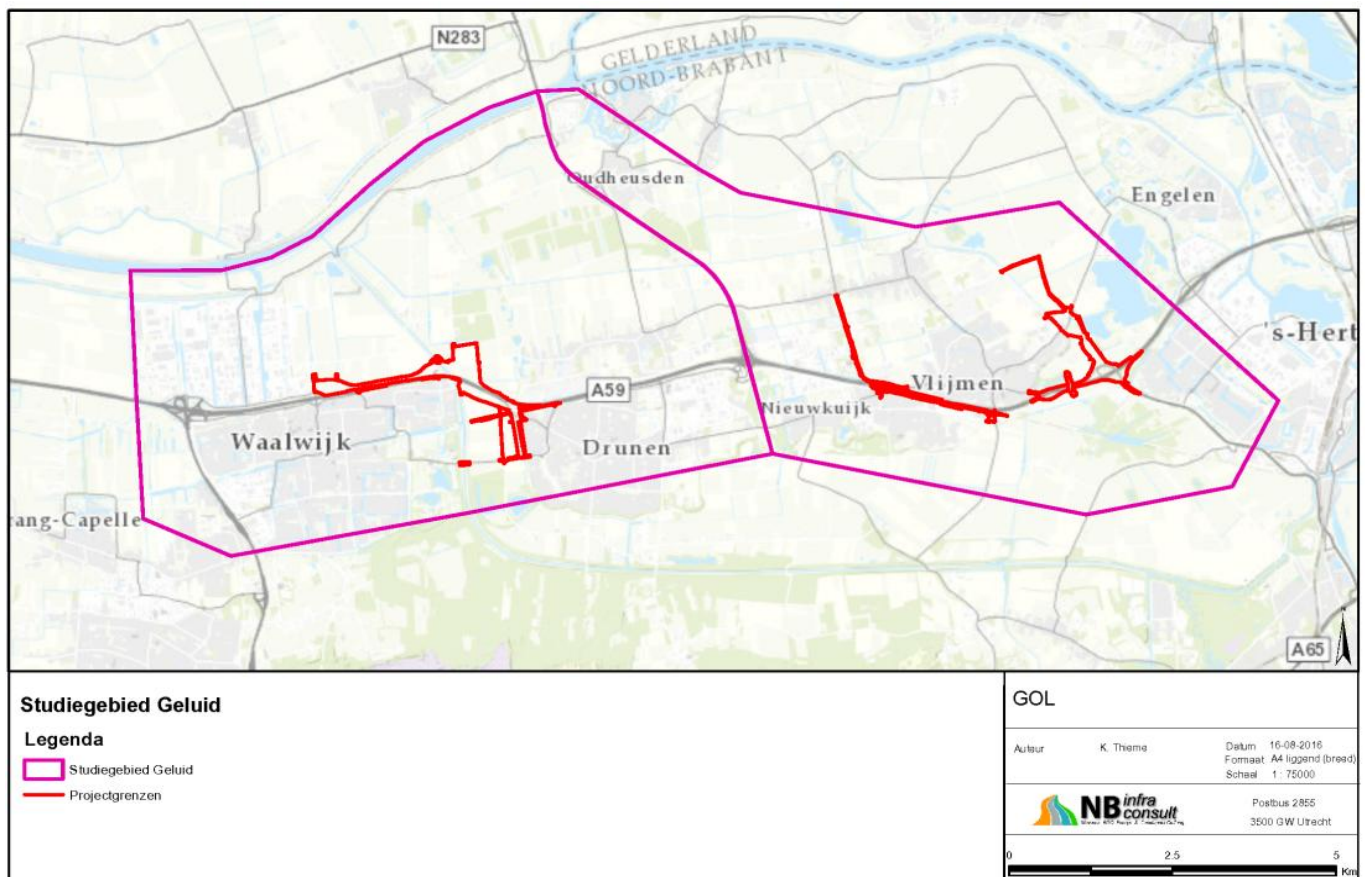 N283
GELDERLAND
NOORD-BRABANT
Oudheusden
Engelen
's-Hert
A59
Vlijmen
Nieuwkuijk
Waalwijk
Drunen
rang-Capelle
A65
N
Studiegebied Geluid
Legenda
Studiegebied Geluid
Projectgrenzen
GOL
Auteur K. Thieme Datum 16-08-2016
Formaat A4 liggend (breed)
Schaal 1 : 75000
NB infra consult
Postbus 2855
3500 GW Utrecht
0 2.5 5
Km